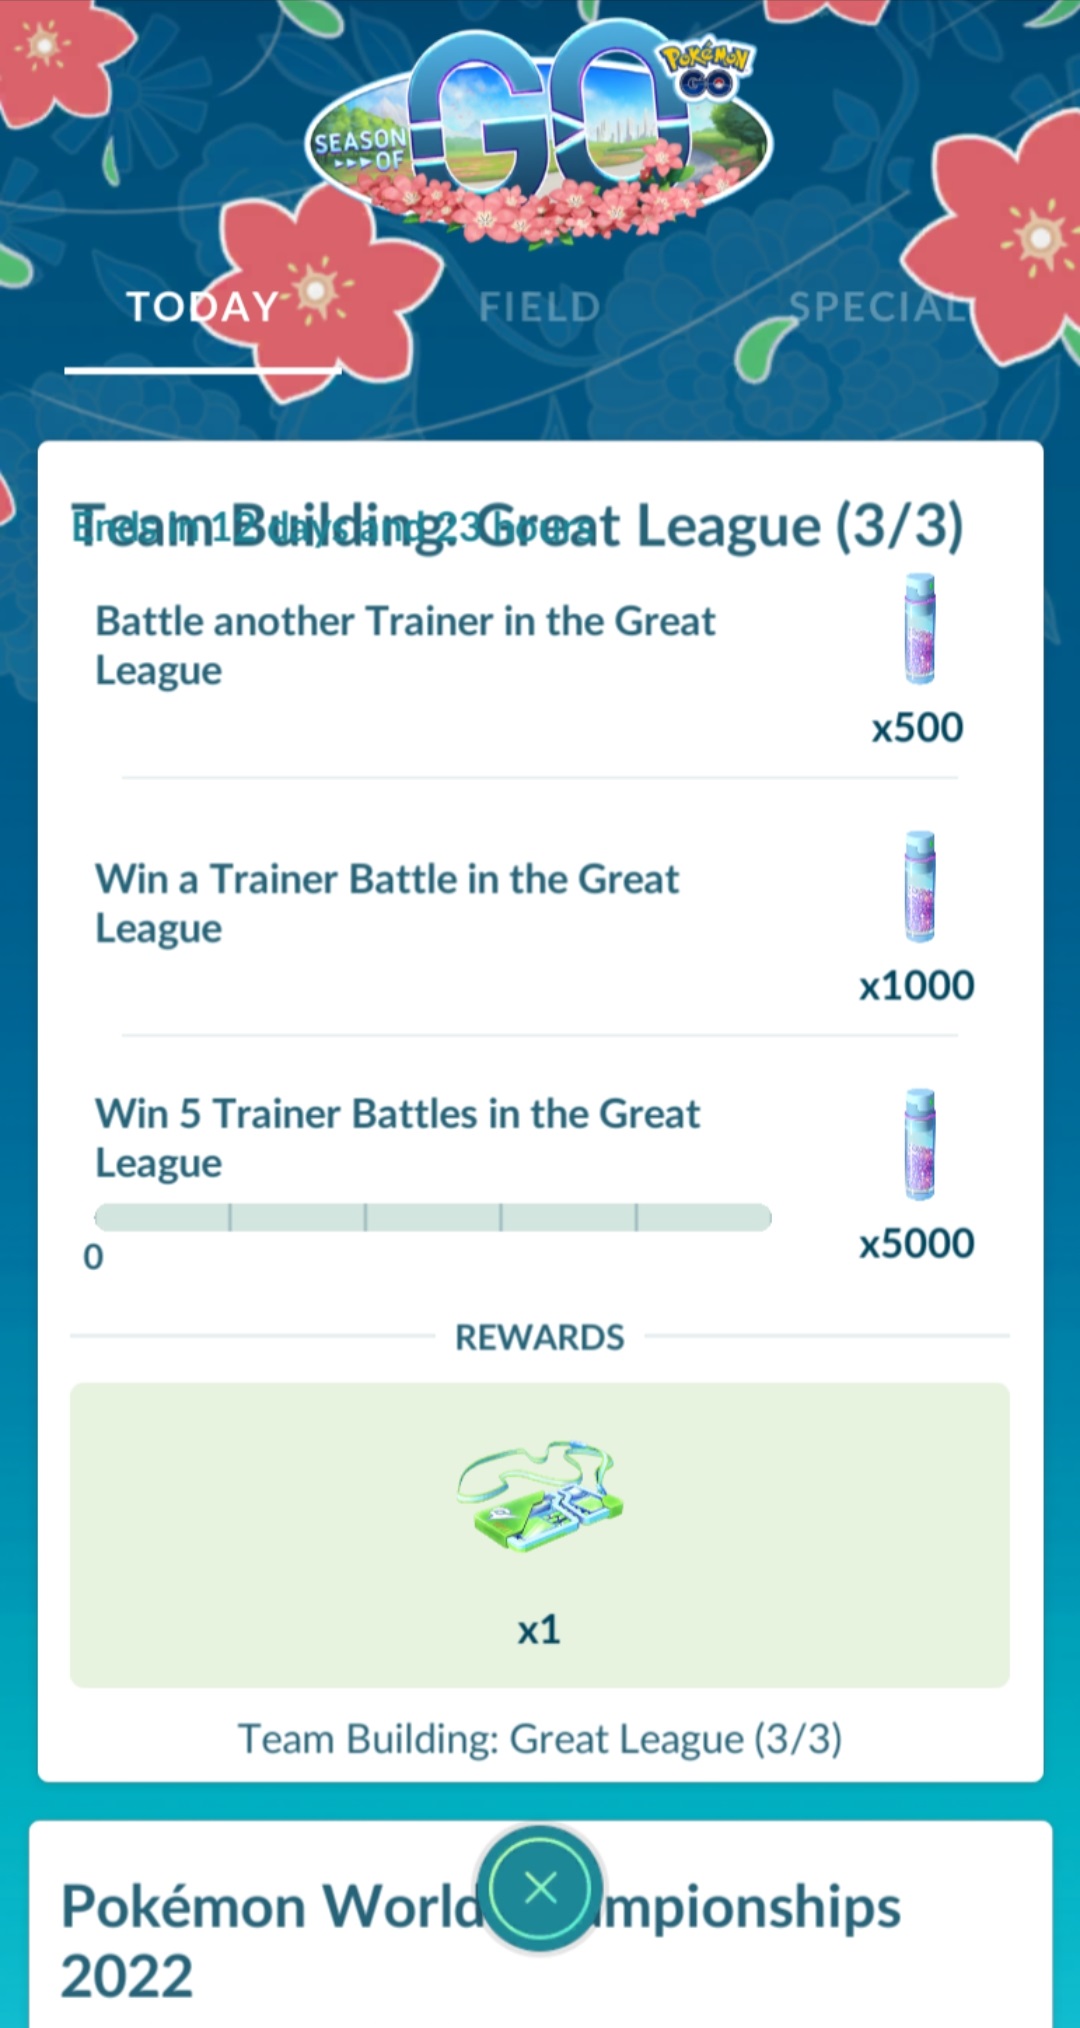 SEASON
OF
GO
POKÉMON
GO
TODAY
FIELD
SPECIAL
Team Building: Great League (3/3)
Ends in 12 days and 23 hours
Battle another Trainer in the Great
League
x500
Win a Trainer Battle in the Great
League
x1000
Win 5 Trainer Battles in the Great
League
0
x5000
REWARDS
x1
Team Building: Great League (3/3)
Pokémon World mpionships
2022